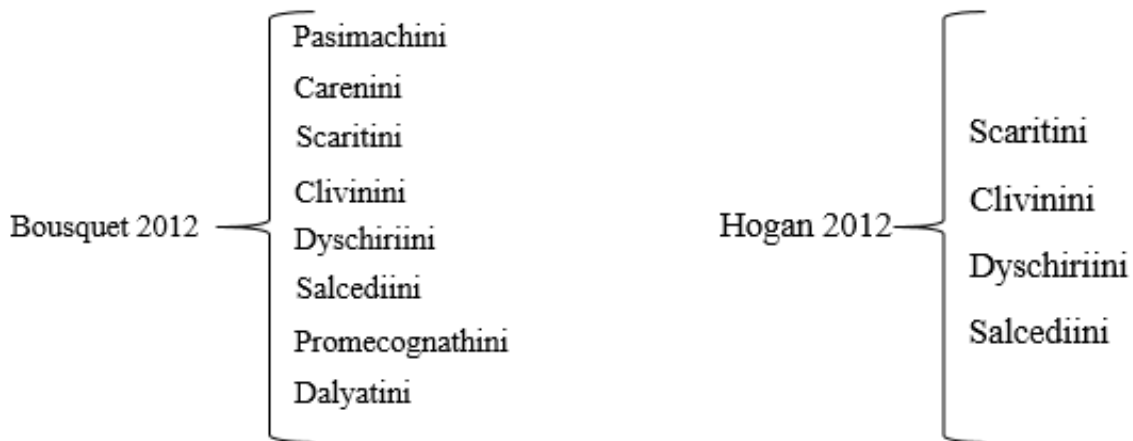 Bousquet 2012
Pasimachini
Carenini
Scaritini
Clivinini
Dyschiriini
Salcediini
Promecognathini
Dalyatini
Hogan 2012
Scaritini
Clivinini
Dyschiriini
Salcediini